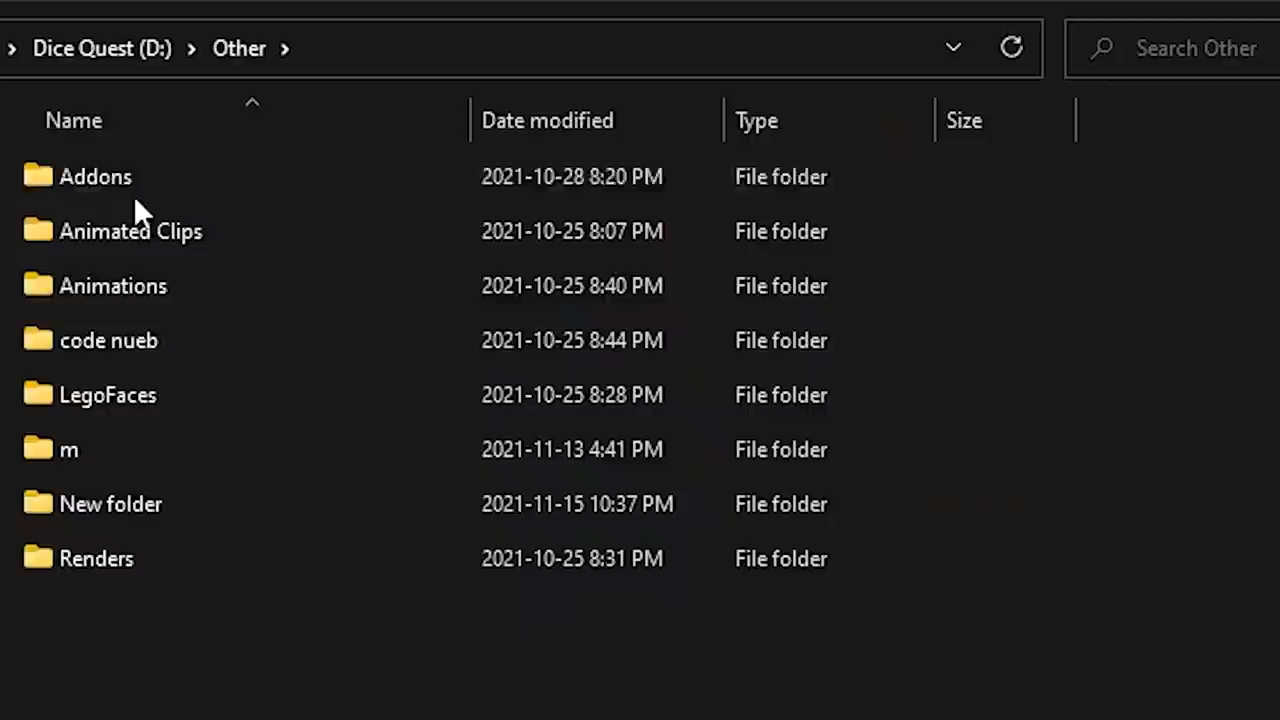 Dice Quest (D:) › Other › Search Other
Name Date modified Type Size
Addons 2021-10-28 8:20 PM File folder
Animated Clips 2021-10-25 8:07 PM File folder
Animations 2021-10-25 8:40 PM File folder
code nueb 2021-10-25 8:44 PM File folder
LegoFaces 2021-10-25 8:28 PM File folder
m 2021-11-13 4:41 PM File folder
New folder 2021-11-15 10:37 PM File folder
Renders 2021-10-25 8:31 PM File folder